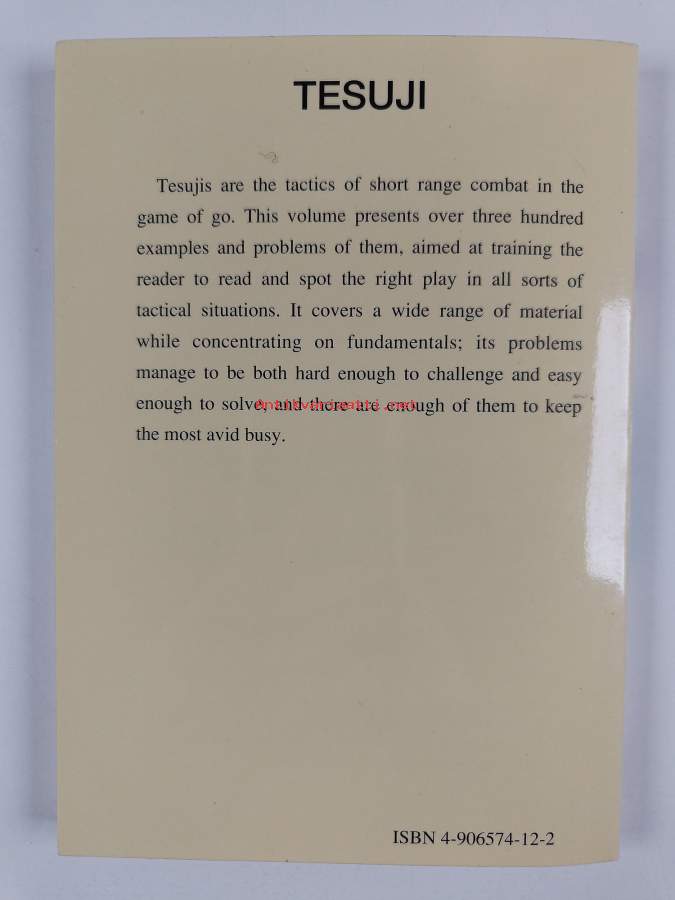 TESUJI
Tesujis are the tactics of short range combat in the
game of go. This volume presents over three hundred
examples and problems of them, aimed at training the
reader to read and spot the right play in all sorts of
tactical situations. It covers a wide range of material
while concentrating on fundamentals; its problems
manage to be both hard enough to challenge and easy
enough to solve, and there are enough of them to keep
Antikvariaatti.net
the most avid busy.
ISBN 4-906574-12-2